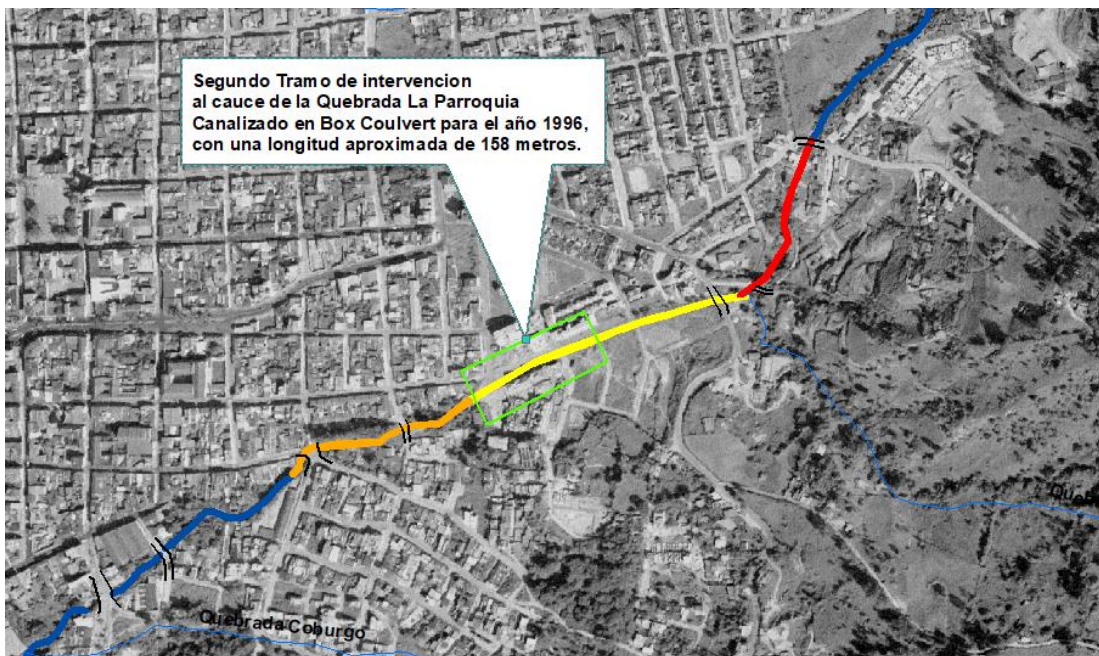 Segundo Tramo de intervencion
al cauce de la Quebrada La Parroquia
Canalizado en Box Coulvert para el año 1996,
con una longitud aproximada de 158 metros.
Quebrada Coburgo